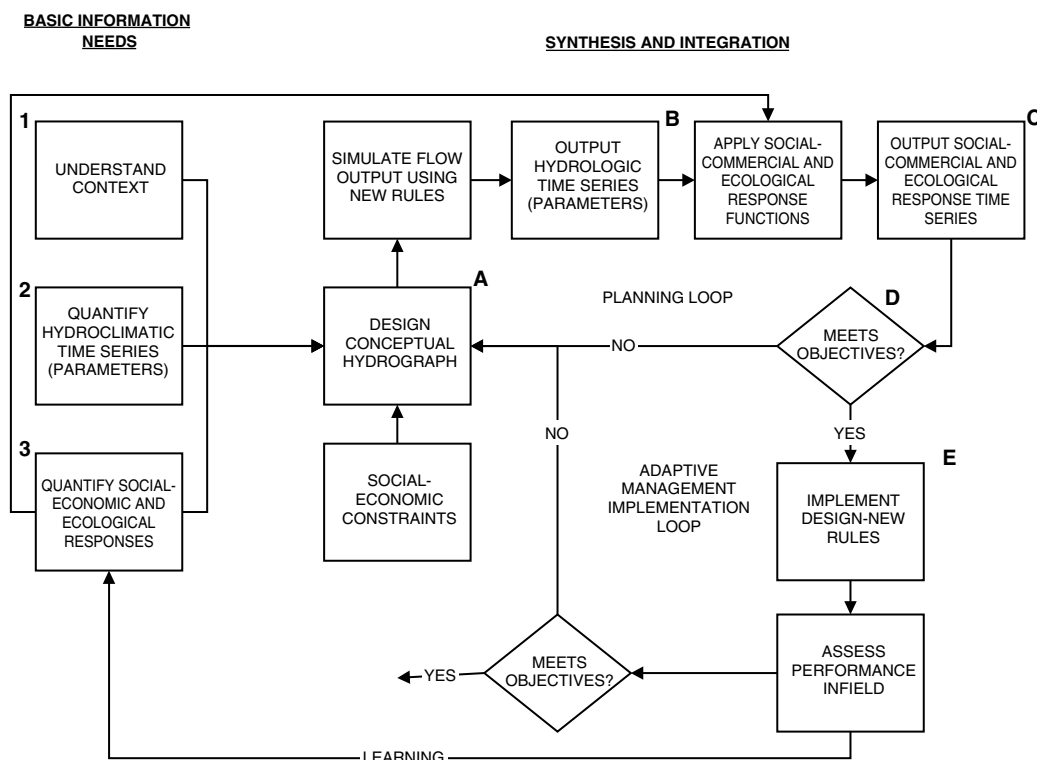 BASIC INFORMATION
NEEDS
SYNTHESIS AND INTEGRATION
1
UNDERSTAND
CONTEXT
SIMULATE FLOW
OUTPUT USING
NEW RULES
B
OUTPUT
HYDROLOGIC
TIME SERIES
(PARAMETERS)
APPLY SOCIAL-
COMMERCIAL AND
ECOLOGICAL
RESPONSE
FUNCTIONS
C
OUTPUT SOCIAL-
COMMERCIAL AND
ECOLOGICAL
RESPONSE TIME
SERIES
2
QUANTIFY
HYDROCLIMATIC
TIME SERIES
(PARAMETERS)
A
DESIGN
CONCEPTUAL
HYDROGRAPH
PLANNING LOOP
NO
D
MEETS
OBJECTIVES?
YES
NO
3
QUANTIFY SOCIAL-
ECONOMIC AND
ECOLOGICAL
RESPONSES
SOCIAL-
ECONOMIC
CONSTRAINTS
ADAPTIVE
MANAGEMENT
IMPLEMENTATION
LOOP
E
IMPLEMENT
DESIGN-NEW
RULES
YES
MEETS
OBJECTIVES?
ASSESS
PERFORMANCE
INFIELD
LEARNING